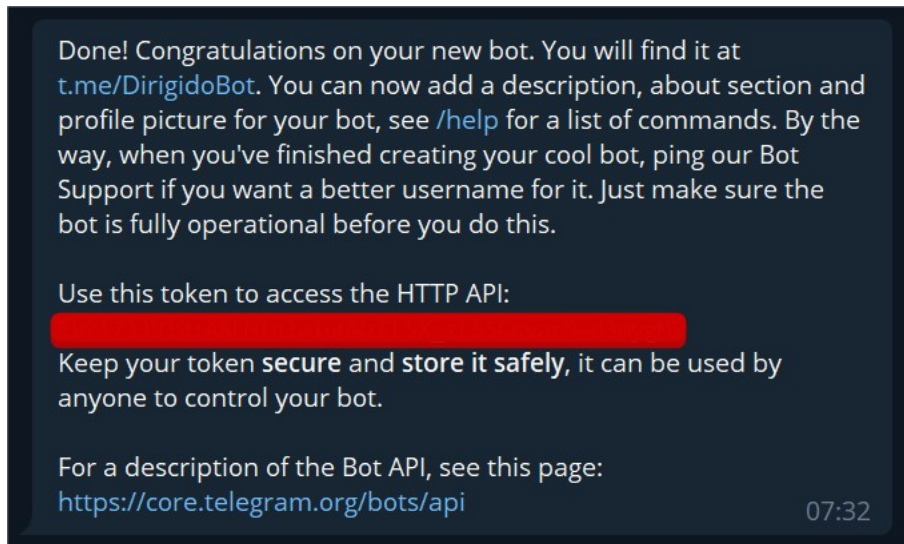 Done! Congratulations on your new bot. You will find it at
t.me/DirigidoBot. You can now add a description, about section and
profile picture for your bot, see /help for a list of commands. By the
way, when you've finished creating your cool bot, ping our Bot
Support if you want a better username for it. Just make sure the
bot is fully operational before you do this.
Use this token to access the HTTP API:
Keep your token secure and store it safely, it can be used by
anyone to control your bot.
For a description of the Bot API, see this page:
https://core.telegram.org/bots/api
07:32